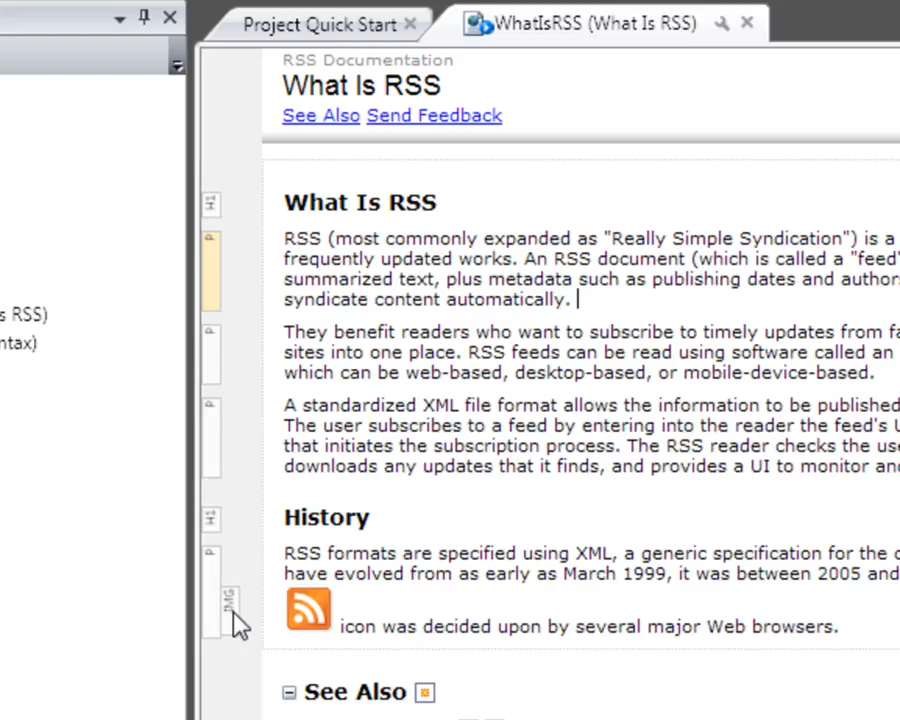 Project Quick Start
WhatIsRSS (What Is RSS)
RSS Documentation
What Is RSS
See Also Send Feedback
H1
What Is RSS
P
RSS (most commonly expanded as "Really Simple Syndication") is a
frequently updated works. An RSS document (which is called a "feed"
summarized text, plus metadata such as publishing dates and authors
syndicate content automatically.
s RSS)
ntax)
P
They benefit readers who want to subscribe to timely updates from fa
sites into one place. RSS feeds can be read using software called an
which can be web-based, desktop-based, or mobile-device-based.
P
A standardized XML file format allows the information to be published
The user subscribes to a feed by entering into the reader the feed's U
that initiates the subscription process. The RSS reader checks the use
downloads any updates that it finds, and provides a UI to monitor and
H1
History
P
RSS formats are specified using XML, a generic specification for the c
have evolved from as early as March 1999, it was between 2005 and
IMG
icon was decided upon by several major Web browsers.
See Also